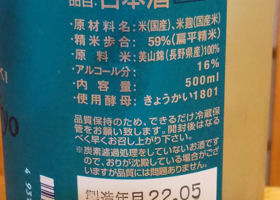 品目:日本酒
・原材料名:米(国産)、米麹(国産米)
・精米歩合:59%(扁平精米)
・原料米:美山錦(長野県産)100%
・アルコール分: 16%
・内容量: 500ml
・使用酵母:きょうかい1801
品質保持のため、できるだけ冷蔵保
管をお願い致します。開封後はなる
べく早くお召し上がり下さい。
※炭素濾過処理をしていないお酒です
ので、おりが沈殿している場合がござ
いますが品質には問題ありません。
製造年月22.05